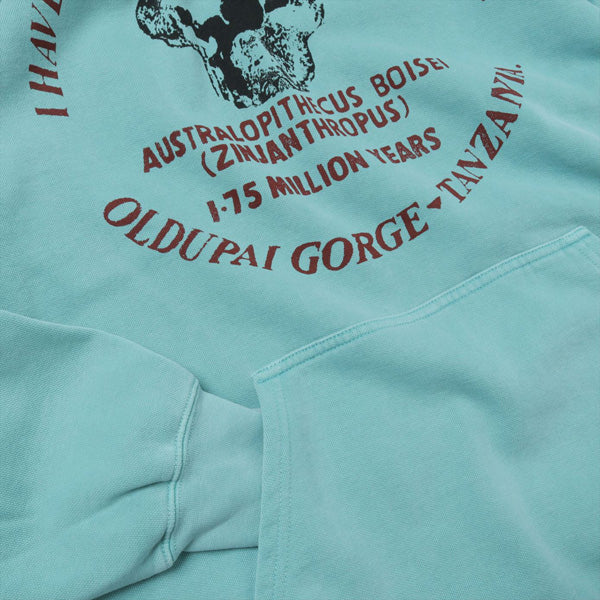 I HAVE
AUSTRALOPITHECUS BOISEI
(ZINJANTHROPUS)
1·75 MILLION YEARS
OLDUPAI GORGE ▾ TANZANIA.